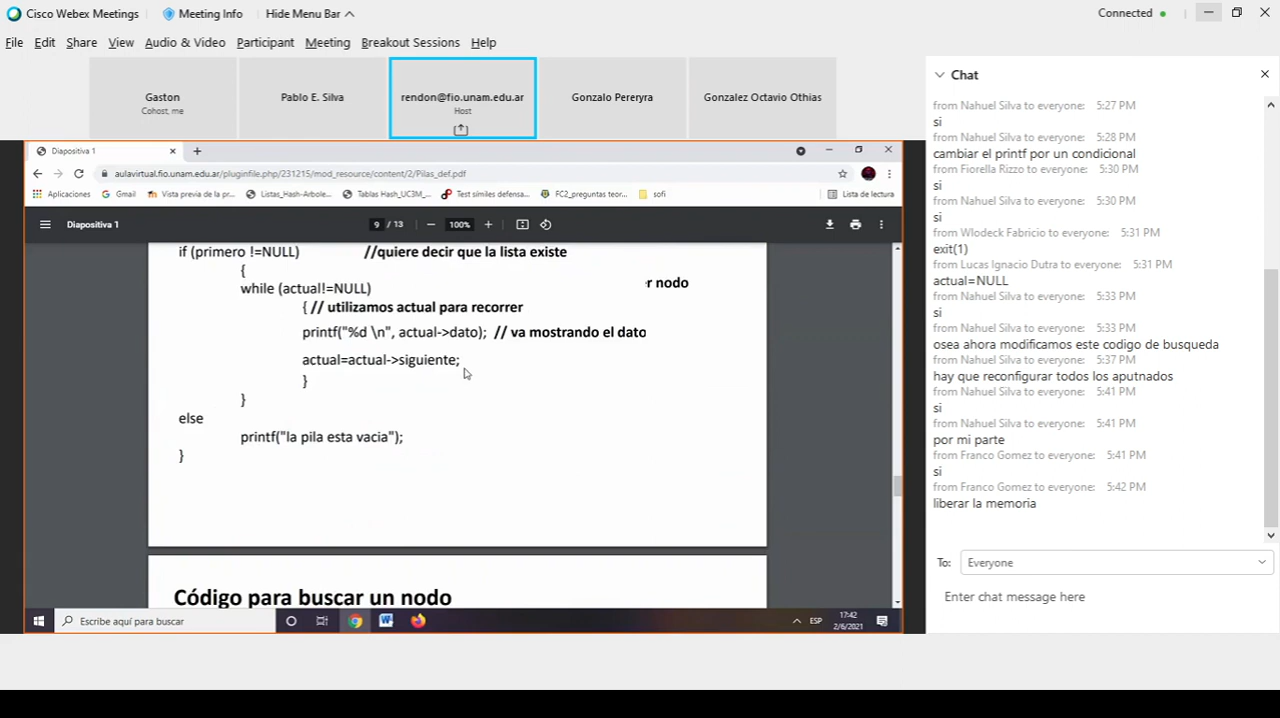 Cisco Webex Meetings
Meeting Info
Hide Menu Bar
Connected
File Edit Share View Audio & Video Participant Meeting Breakout Sessions Help
Gaston
Cohost, me
Pablo E. Silva
rendon@fio.unam.edu.ar
Host
Gonzalo Pereryra
Gonzalez Octavio Othias
Diapositiva 1
aulavirtual.fio.unam.edu.ar/pluginfile.php/231215/mod_resource/content/2/Pilas_def.pdf
Aplicaciones Gmail Vista previa de la pr... Listas_Hash-Arbole... Tablas Hash_UC3M_... Test símiles defensa... FC2_preguntas teor... sofi Lista de lectura
Diapositiva 1 9 / 13 100%
if (primero !=NULL) //quiere decir que la lista existe
{
r nodo
while (actual!=NULL)
{ // utilizamos actual para recorrer
printf("%d \n", actual->dato); // va mostrando el dato
actual=actual->siguiente;
}
}
else
printf("la pila esta vacia");
}
Código para buscar un nodo
Escribe aquí para buscar
ESP
17:42
2/6/2021
Chat
from Nahuel Silva to everyone: 5:27 PM
si
from Nahuel Silva to everyone: 5:28 PM
cambiar el printf por un condicional
from Fiorella Rizzo to everyone: 5:30 PM
si
from Nahuel Silva to everyone: 5:30 PM
si
from Wlodeck Fabricio to everyone: 5:31 PM
exit(1)
from Lucas Ignacio Dutra to everyone: 5:31 PM
actual=NULL
from Nahuel Silva to everyone: 5:33 PM
si
from Nahuel Silva to everyone: 5:33 PM
osea ahora modificamos este codigo de busqueda
from Nahuel Silva to everyone: 5:37 PM
hay que reconfigurar todos los aputnados
from Nahuel Silva to everyone: 5:41 PM
si
from Nahuel Silva to everyone: 5:41 PM
por mi parte
from Franco Gomez to everyone: 5:41 PM
si
from Franco Gomez to everyone: 5:42 PM
liberar la memoria
To: Everyone
Enter chat message here